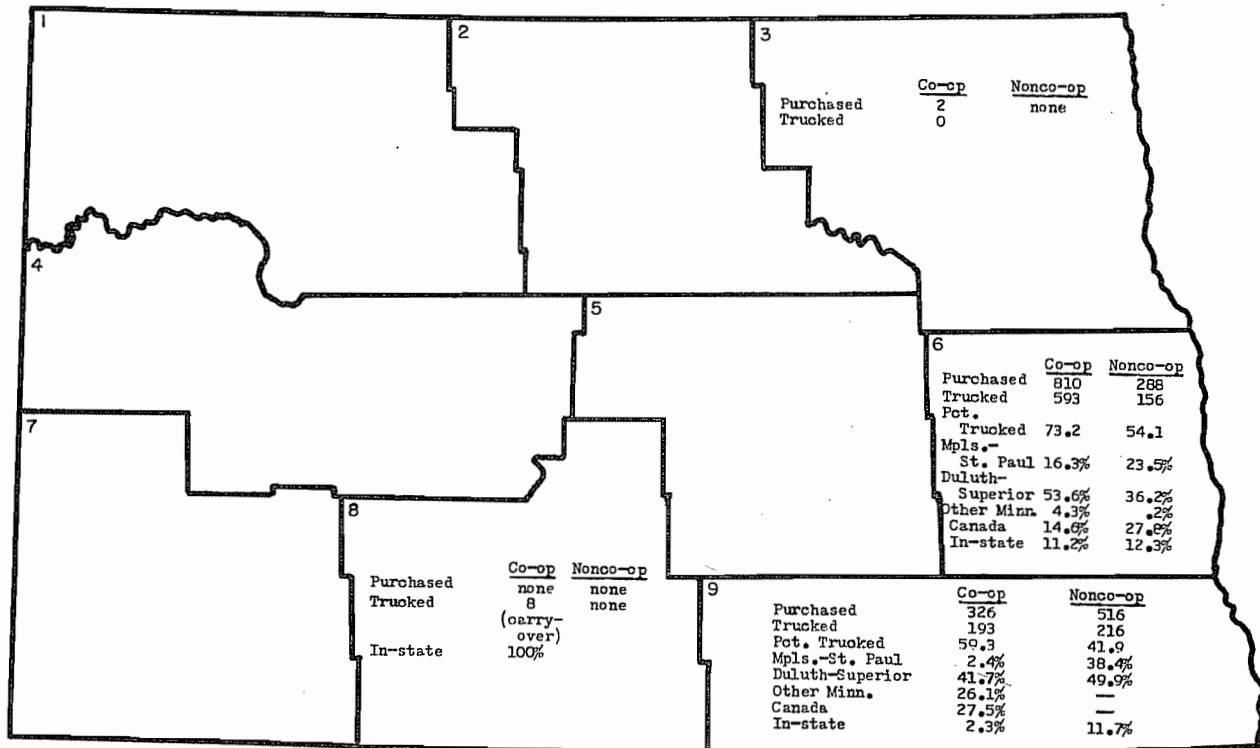 1
2
3
Co-op Nonco-op
Purchased 2 none
Trucked 0
4
5
6
Co-op Nonco-op
Purchased 810 288
Trucked 593 156
Pct.
Trucked 73.2 54.1
Mpls.-
St. Paul 16.3% 23.5%
Duluth-
Superior 53.6% 36.2%
Other Minn. 4.3% .2%
Canada 14.6% 27.8%
In-state 11.2% 12.3%
7
8
Co-op Nonco-op
Purchased none none
Trucked 8 none
(carry-
over)
In-state 100%
9
Co-op Nonco-op
Purchased 326 516
Trucked 193 216
Pct. Trucked 59.3 41.9
Mpls.-St. Paul 2.4% 38.4%
Duluth-Superior 41.7% 49.9%
Other Minn. 26.1% —
Canada 27.5% —
In-state 2.3% 11.7%